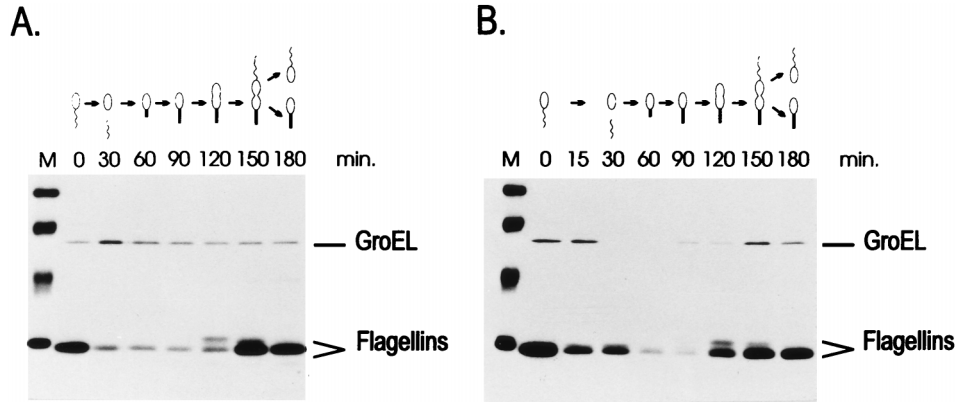 A.
M 0 30 60 90 120 150 180 min.
GroEL
Flagellins
B.
M 0 15 30 60 90 120 150 180 min.
GroEL
Flagellins